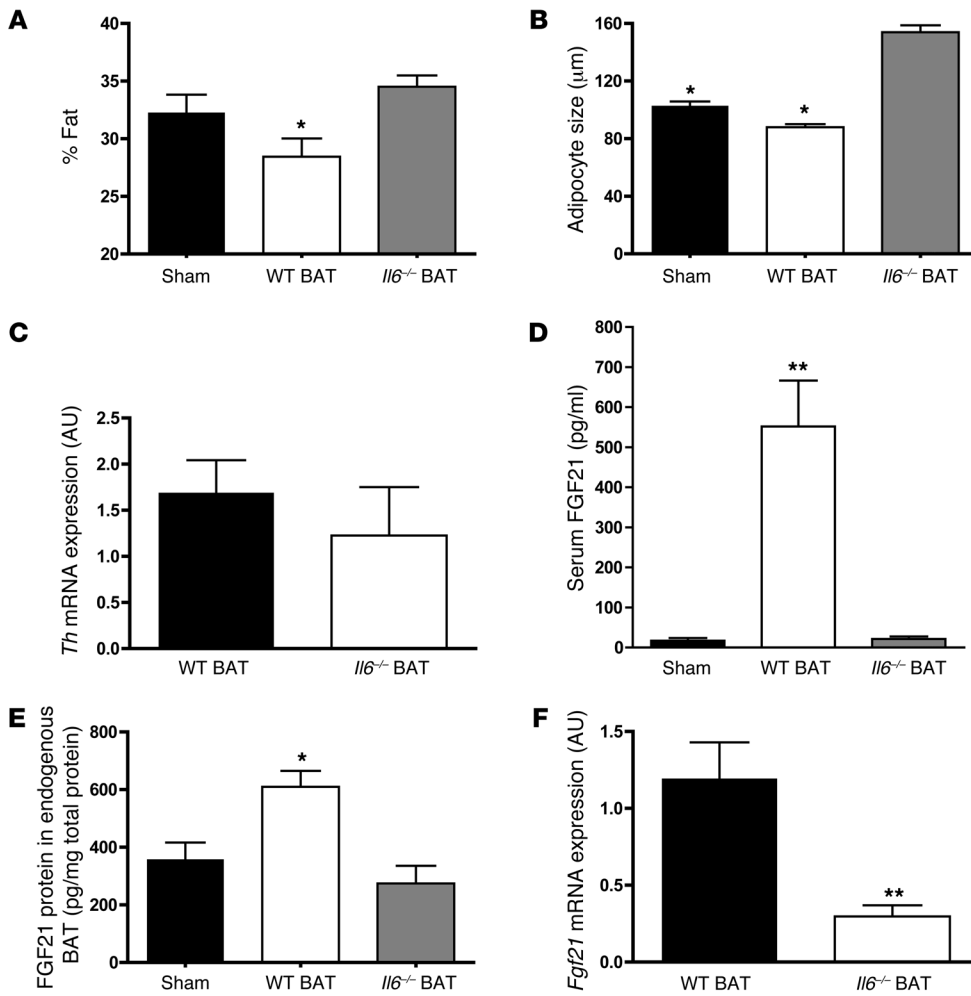 A
% Fat
40
35
30
25
20
*
Sham
WT BAT
Il6–/– BAT
B
Adipocyte size (μm)
160
120
80
40
0
*
*
Sham
WT BAT
Il6–/– BAT
C
Th mRNA expression (AU)
2.5
2.0
1.5
1.0
0.5
0.0
WT BAT
Il6–/– BAT
D
Serum FGF21 (pg/ml)
800
700
600
500
400
300
200
100
0
**
Sham
WT BAT
Il6–/– BAT
E
FGF21 protein in endogenous
BAT (pg/mg total protein)
800
600
400
200
0
*
Sham
WT BAT
Il6–/– BAT
F
Fgf21 mRNA expression (AU)
1.5
1.0
0.5
0.0
**
WT BAT
Il6–/– BAT